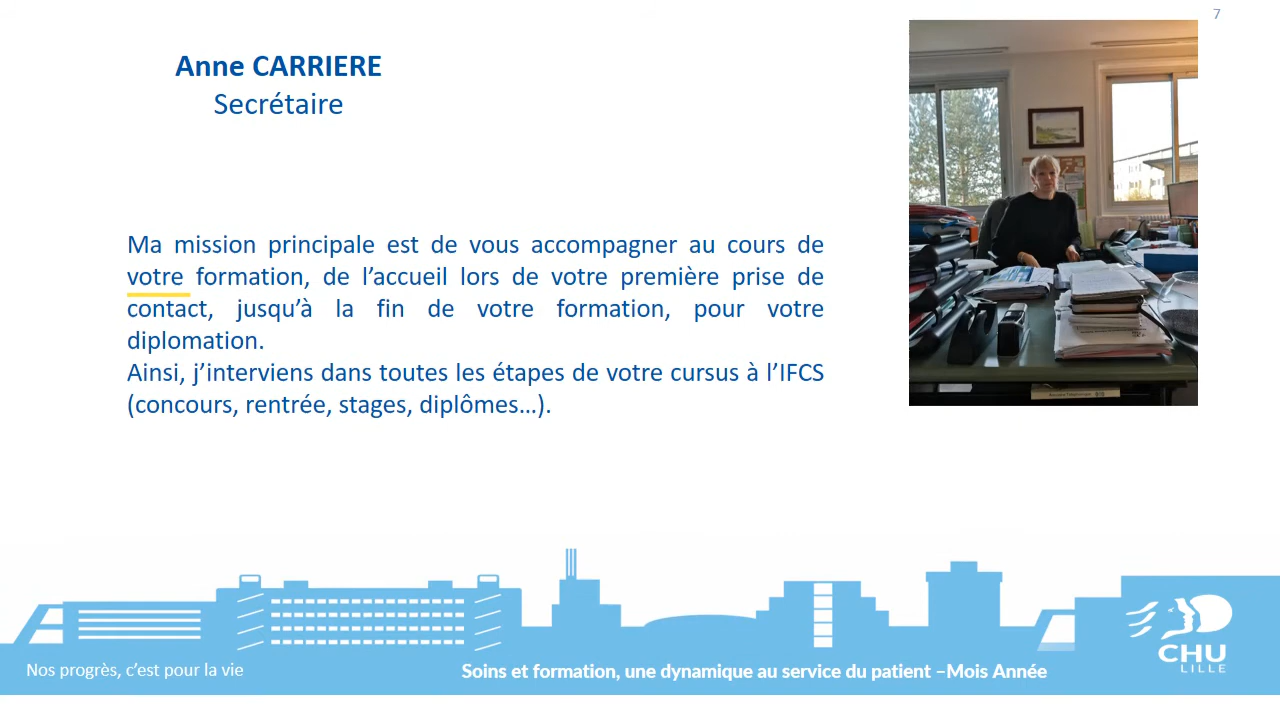 7
Anne CARRIERE
Secrétaire
Ma mission principale est de vous accompagner au cours de
votre formation, de l’accueil lors de votre première prise de
contact, jusqu’à la fin de votre formation, pour votre
diplomation.
Ainsi, j’interviens dans toutes les étapes de votre cursus à l’IFCS
(concours, rentrée, stages, diplômes…).
Nos progrès, c’est pour la vie
Soins et formation, une dynamique au service du patient –Mois Année
CHU
LILLE